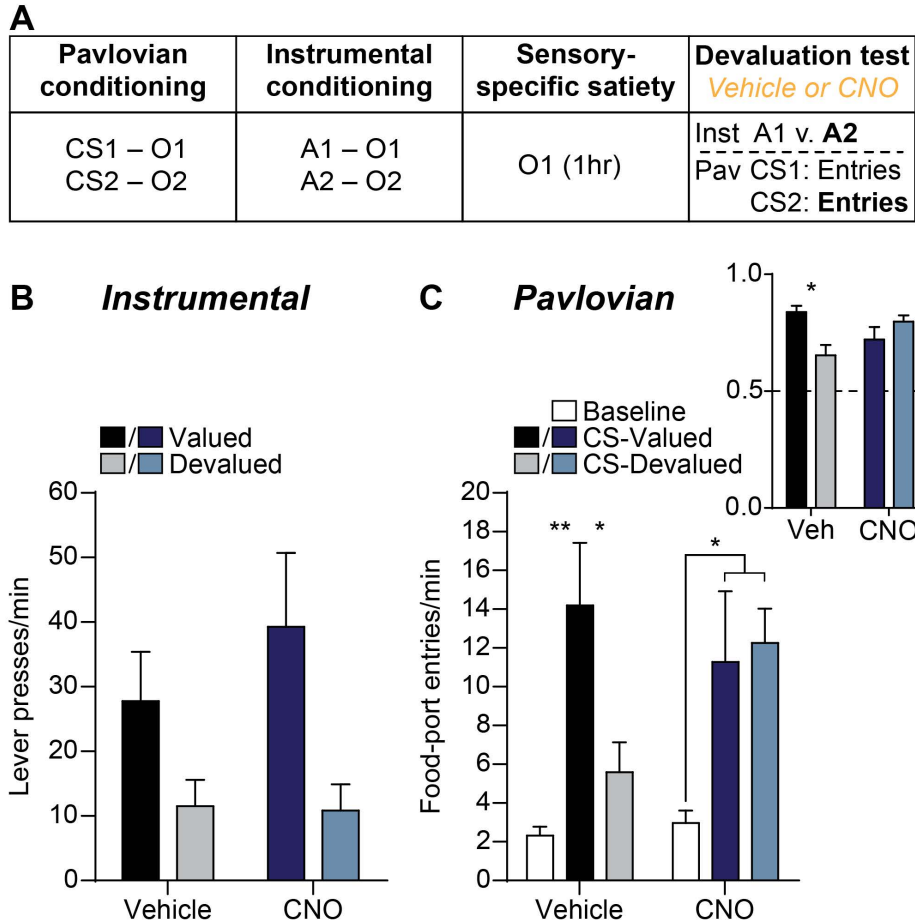 A
Pavlovian conditioning
Instrumental conditioning
Sensory-specific satiety
Devaluation test
Vehicle or CNO
CS1 – O1
CS2 – O2
A1 – O1
A2 – O2
O1 (1hr)
Inst A1 v. A2
Pav CS1: Entries
CS2: Entries
B Instrumental
Valued
Devalued
Lever presses/min
60
50
40
30
20
10
0
Vehicle CNO
C Pavlovian
Baseline
CS-Valued
CS-Devalued
Food-port entries/min
20
18
16
14
12
10
8
6
4
2
0
** *
*
Vehicle CNO
1.0
0.5
0.0
*
Veh CNO